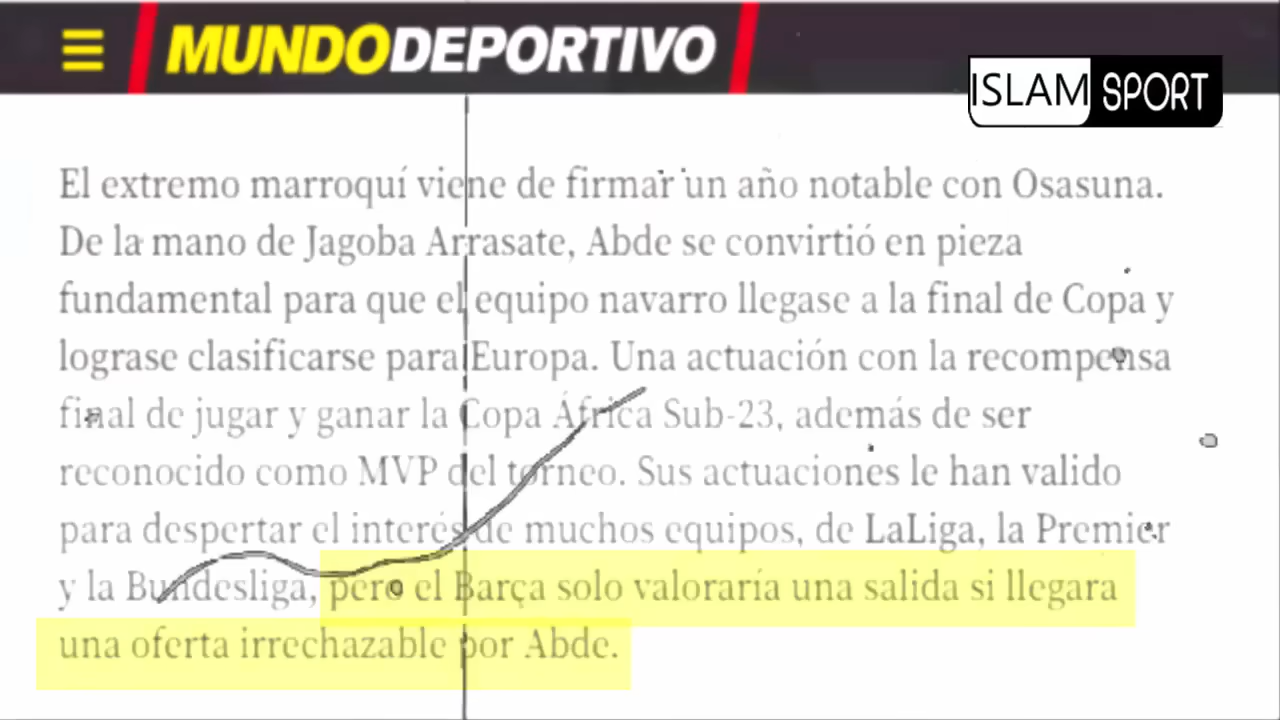 MUNDODEPORTIVO
ISLAM SPORT
El extremo marroquí viene de firmar un año notable con Osasuna.
De la mano de Jagoba Arrasate, Abde se convirtió en pieza
fundamental para que el equipo navarro llegase a la final de Copa y
lograse clasificarse para Europa. Una actuación con la recompensa
final de jugar y ganar la Copa África Sub-23, además de ser
reconocido como MVP del torneo. Sus actuaciones le han valido
para despertar el interés de muchos equipos, de LaLiga, la Premier
y la Bundesliga, pero el Barça solo valoraría una salida si llegara
una oferta irrechazable por Abde.